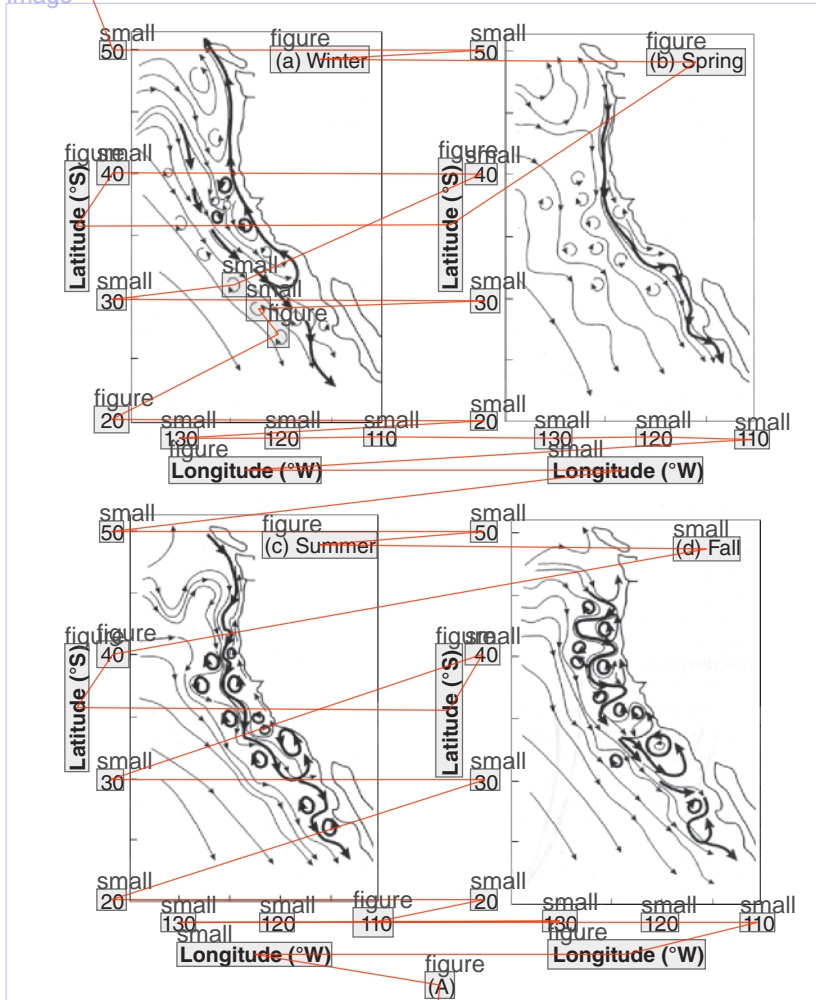 Image
small
50
figure
(a) Winter
small
50
figure
(b) Spring
figure
small
40
Latitude (°S)
figure
small
40
Latitude (°S)
small
small
figure
small
30
small
30
figure
20
small
20
small
130
small
120
small
110
small
130
small
120
small
110
figure
Longitude (°W)
small
Longitude (°W)
small
50
figure
(c) Summer
small
50
small
(d) Fall
figure
figure
40
Latitude (°S)
figure
small
40
Latitude (°S)
small
30
small
30
small
20
small
20
small
130
small
120
figure
110
small
130
small
120
small
110
small
Longitude (°W)
figure
Longitude (°W)
figure
(A)